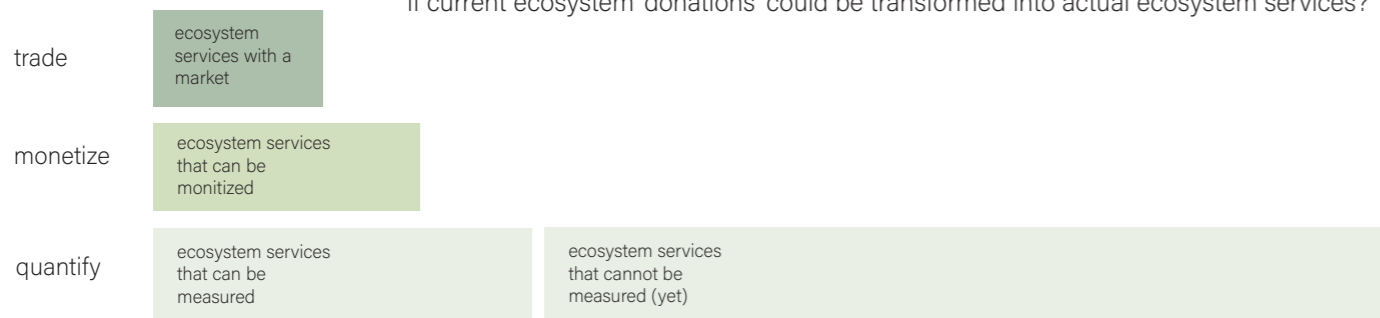 if current ecosystem 'donations' could be transformed into actual ecosystem services?
trade
ecosystem
services with a
market
monetize
ecosystem services
that can be
monitized
quantify
ecosystem services
that can be
measured
ecosystem services
that cannot be
measured (yet)